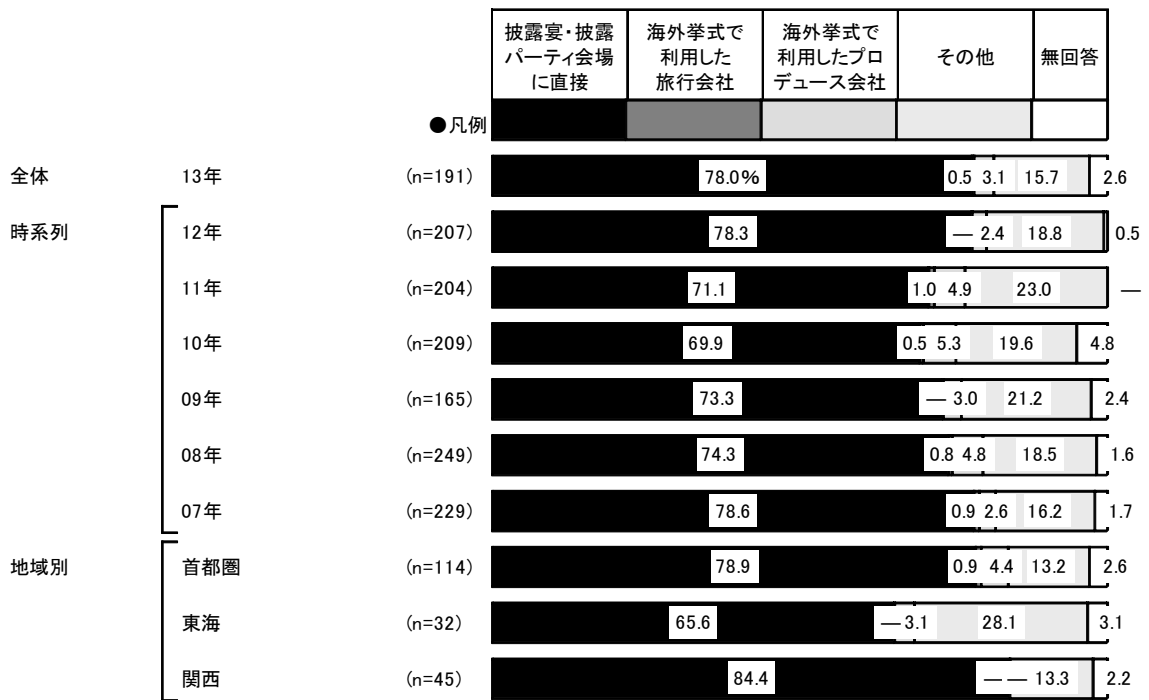 披露宴・披露
パーティ会場
に直接
海外挙式で
利用した
旅行会社
海外挙式で
利用したプロ
デュース会社
その他
無回答
●凡例
全体 13年 (n=191) 78.0% 0.5 3.1 15.7 2.6
時系列 12年 (n=207) 78.3 — 2.4 18.8 0.5
11年 (n=204) 71.1 1.0 4.9 23.0 —
10年 (n=209) 69.9 0.5 5.3 19.6 4.8
09年 (n=165) 73.3 — 3.0 21.2 2.4
08年 (n=249) 74.3 0.8 4.8 18.5 1.6
07年 (n=229) 78.6 0.9 2.6 16.2 1.7
地域別 首都圏 (n=114) 78.9 0.9 4.4 13.2 2.6
東海 (n=32) 65.6 — 3.1 28.1 3.1
関西 (n=45) 84.4 — — 13.3 2.2